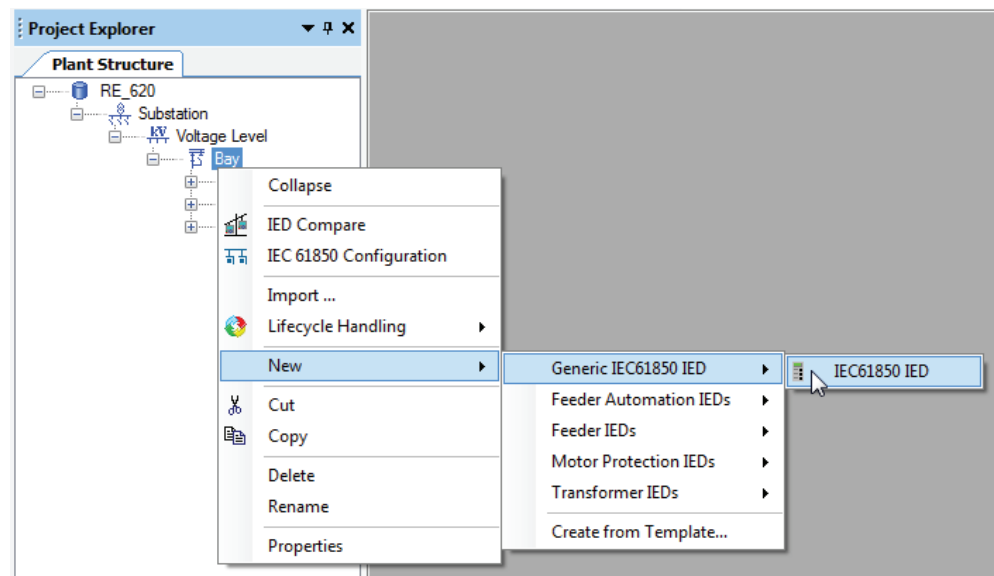 Project Explorer
Plant Structure
RE_620
Substation
kV Voltage Level
Bay
Collapse
IED Compare
IEC 61850 Configuration
Import ...
Lifecycle Handling
New
Cut
Copy
Delete
Rename
Properties
Generic IEC61850 IED
Feeder Automation IEDs
Feeder IEDs
Motor Protection IEDs
Transformer IEDs
Create from Template...
IEC61850 IED